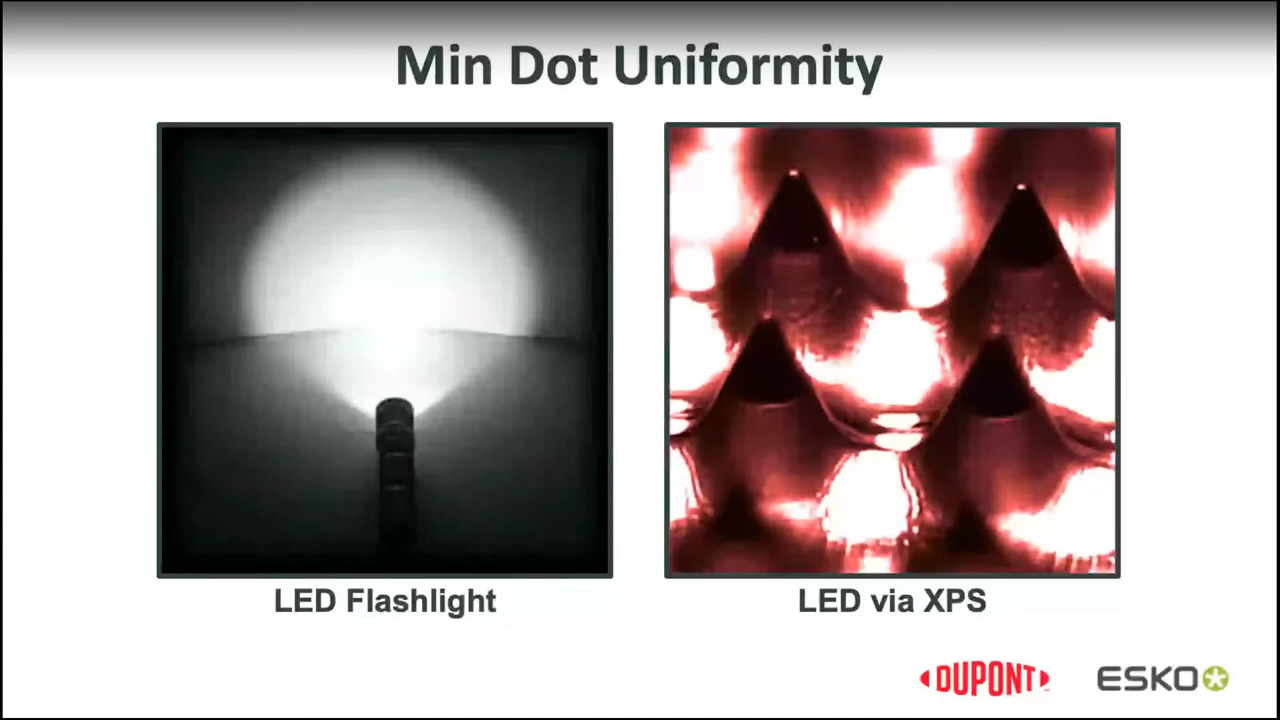 Min Dot Uniformity
LED Flashlight
LED via XPS
DUPONT
ESKO